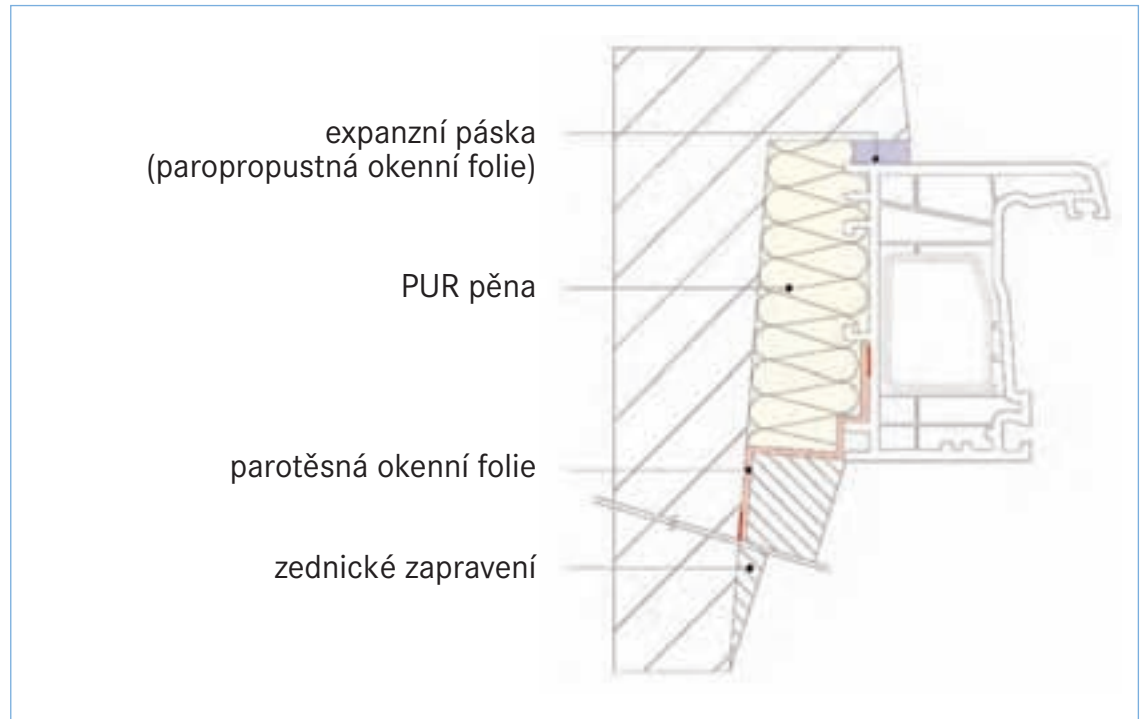 expanzní páska
(paropropustná okenní folie)
PUR pěna
parotěsná okenní folie
zednické zapravení